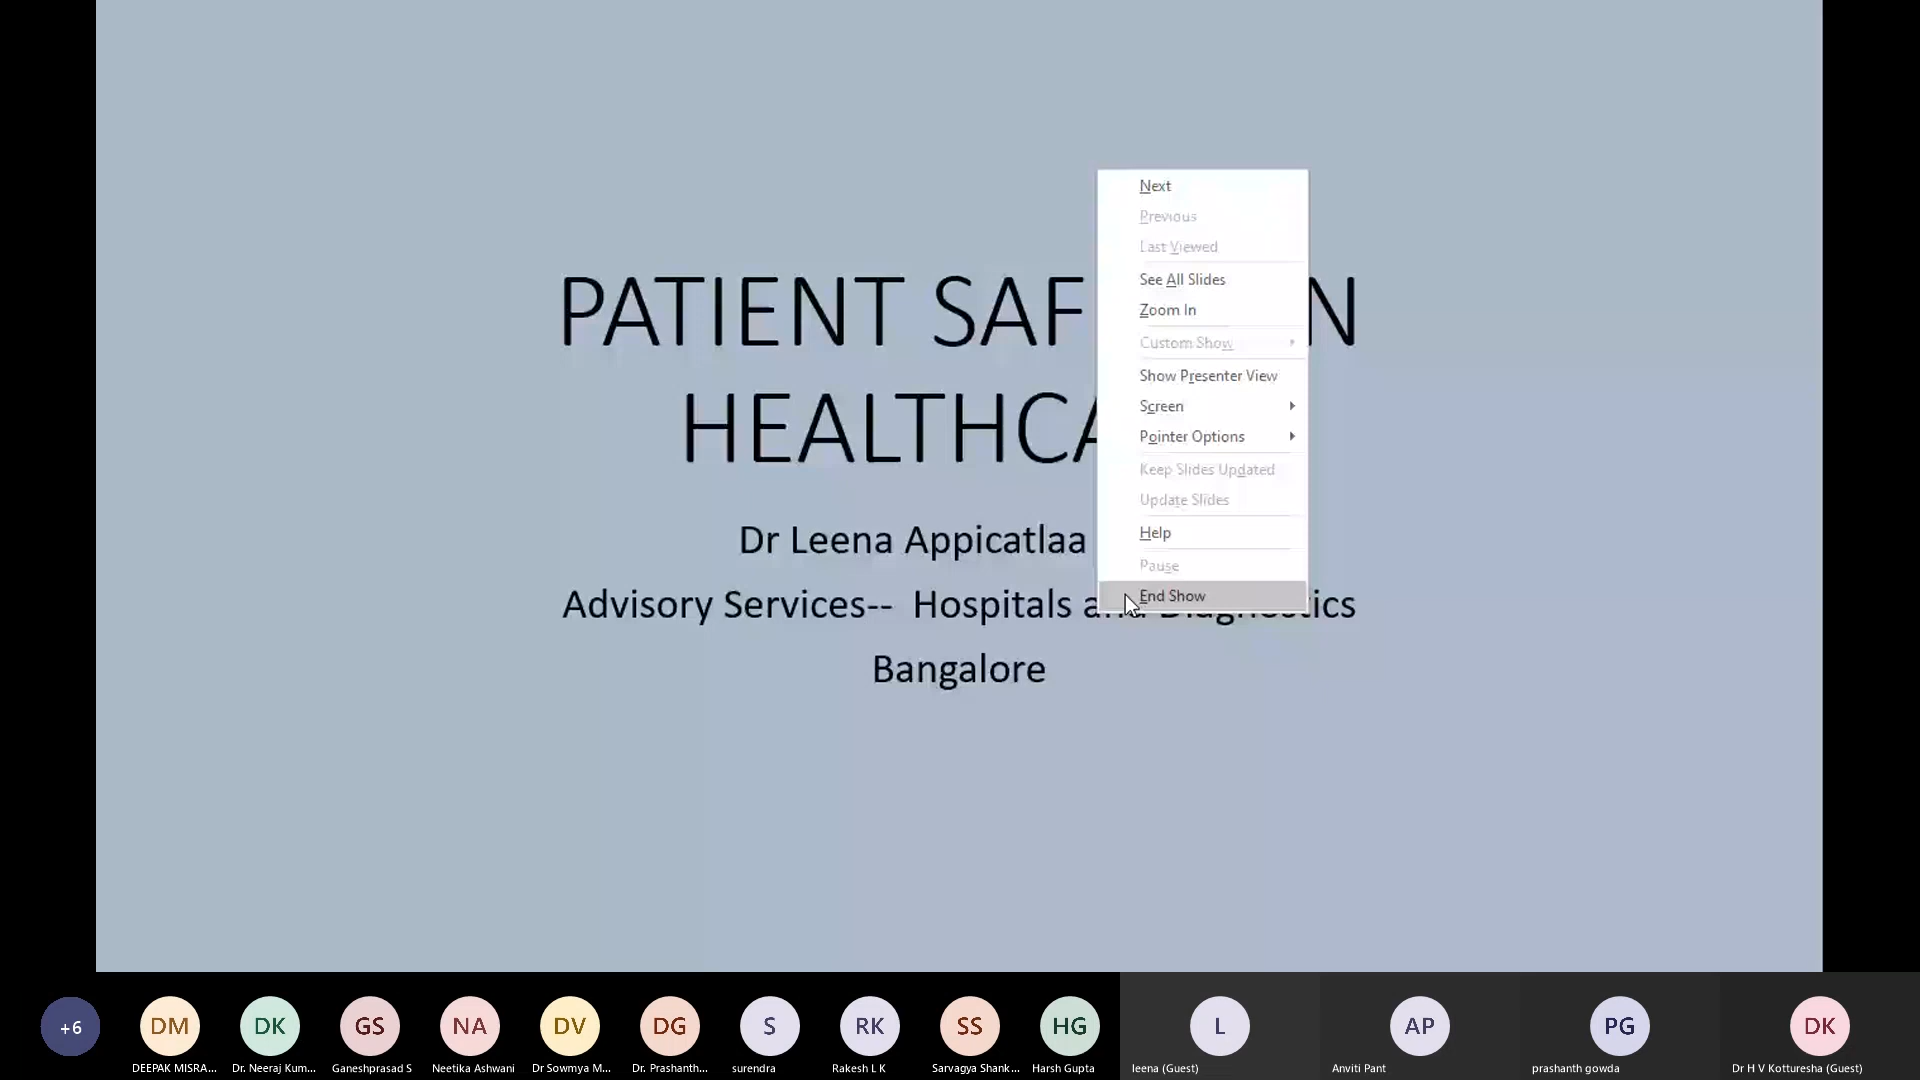 PATIENT SAF N
HEALTHCA
Dr Leena Appicatlaa
Advisory Services-- Hospitals and Diagnostics
Bangalore
Next
Previous
Last Viewed
See All Slides
Zoom In
Custom Show
Show Presenter View
Screen
Pointer Options
Keep Slides Updated
Update Slides
Help
Pause
End Show
+6
DM
DK
GS
NA
DV
DG
S
RK
SS
HG
L
AP
PG
DK
DEEPAK MISRA...
Dr. Neeraj Kum...
Ganeshprasad S
Neetika Ashwani
Dr Sowmya M...
Dr. Prashanth...
surendra
Rakesh L K
Sarvagya Shank...
Harsh Gupta
leena (Guest)
Anviti Pant
prashanth gowda
Dr H V Kotturesha (Guest)